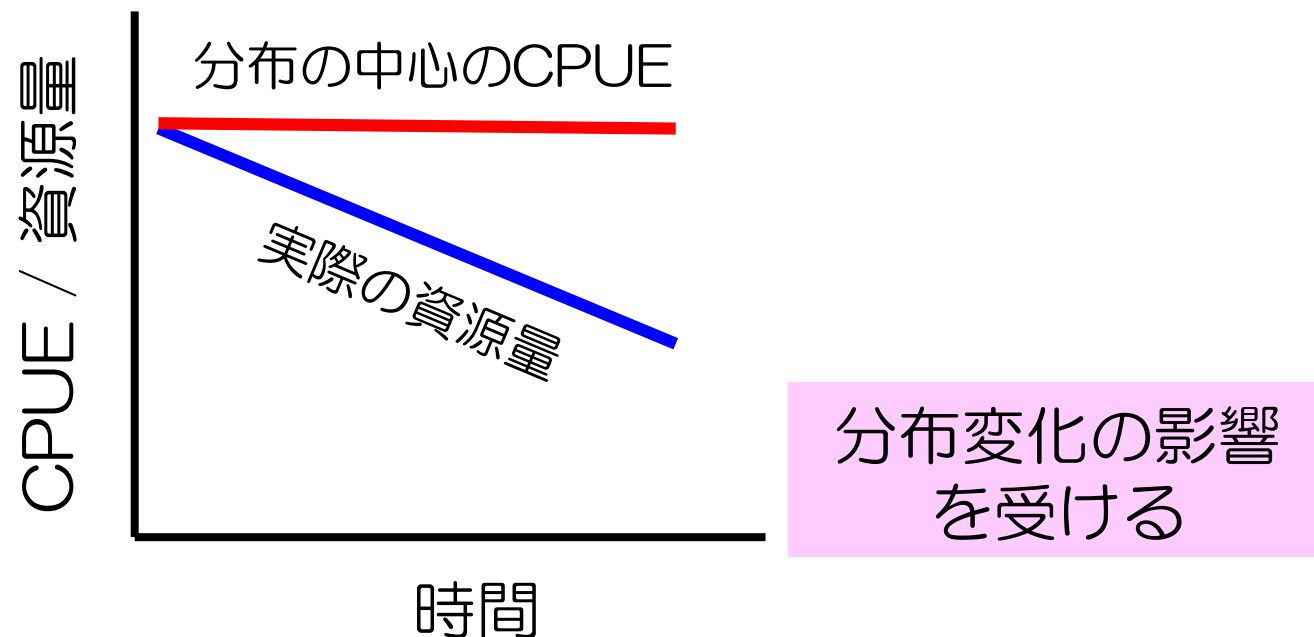 分布の中心のCPUE
CPUE / 資源量
実際の資源量
分布変化の影響
を受ける
時間